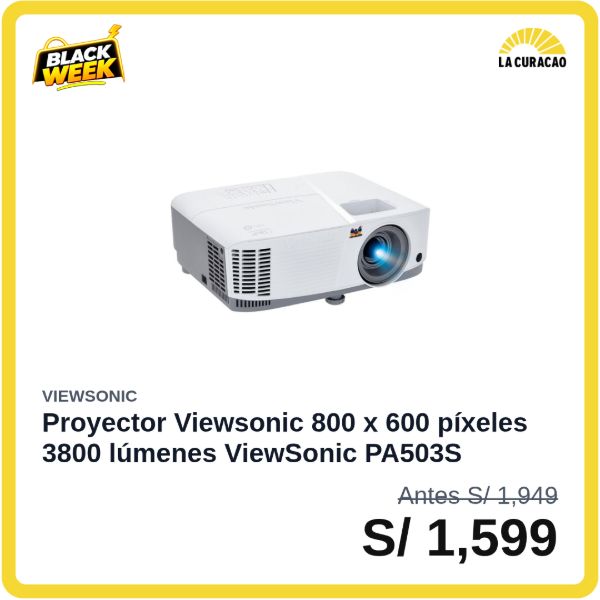 BLACK
WEEK
LA CURACAO
VIEWSONIC
Proyector Viewsonic 800 x 600 píxeles
3800 lúmenes ViewSonic PA503S
Antes S/ 1,949
S/ 1,599